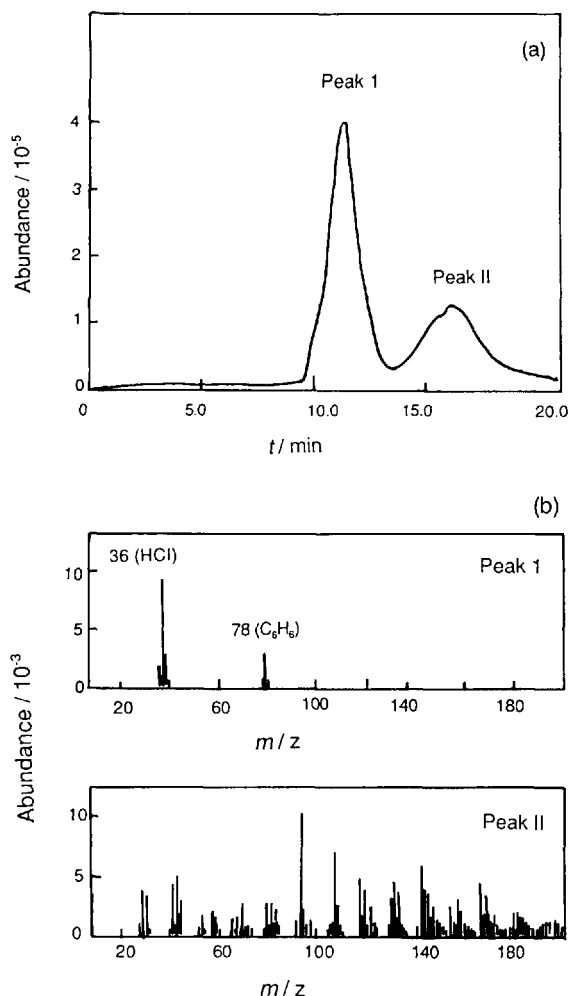 (a)
Peak 1
Peak II
Abundance / 10⁻⁵
4
3
2
1
0
0 5.0 10.0 15.0 20.0
t / min
(b)
36 (HCl)
78 (C₆H₆)
Peak 1
10
5
0
20 60 100 140 180
m / z
Abundance / 10⁻³
Peak II
10
5
0
20 60 100 140 180
m / z